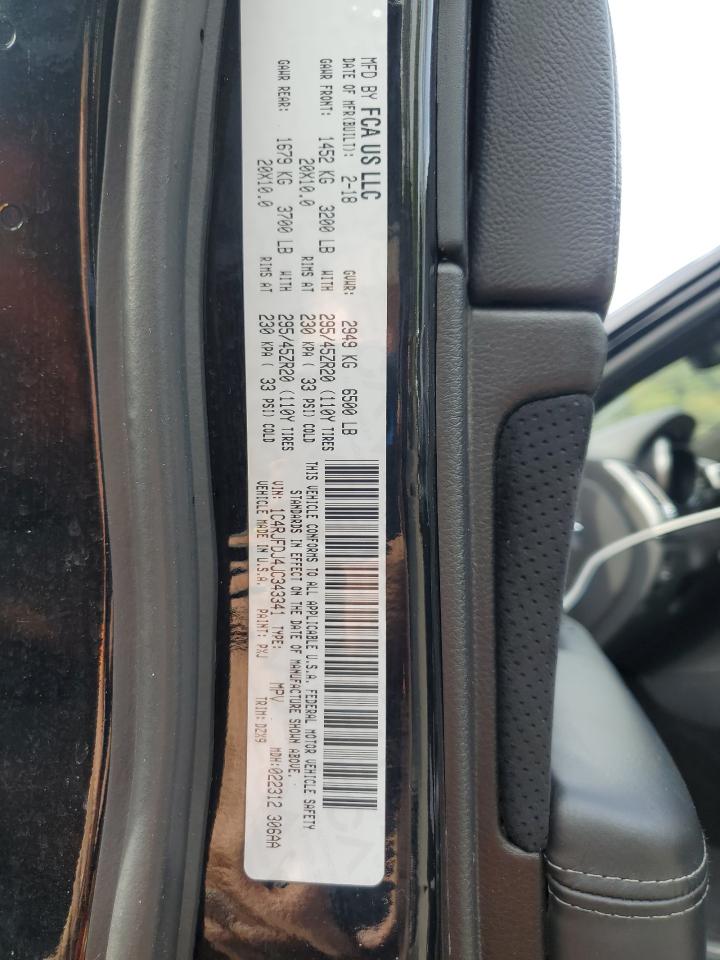 MFD BY FCA US LLC
DATE OF MFR(BUILT): 2-18 GVWR: 2949 KG 6500 LB
GAWR FRONT: 1452 KG 3200 LB WITH 295/45ZR20 (110Y TIRES
20X10.0 RIMS AT 230 KPA ( 33 PSI) COLD
GAWR REAR: 1679 KG 3700 LB WITH 295/45ZR20 (110Y TIRES
20X10.0 RIMS AT 230 KPA ( 33 PSI) COLD
THIS VEHICLE CONFORMS TO ALL APPLICABLE U.S.A. FEDERAL MOTOR VEHICLE SAFETY
STANDARDS IN EFFECT ON THE DATE OF MANUFACTURE SHOWN ABOVE.
VIN: 1C4RJFDJ4JC343341 TYPE: MPV MDH:022312 306AA
VEHICLE MADE IN U.S.A. PAINT: PXJ TRIM: DZX9